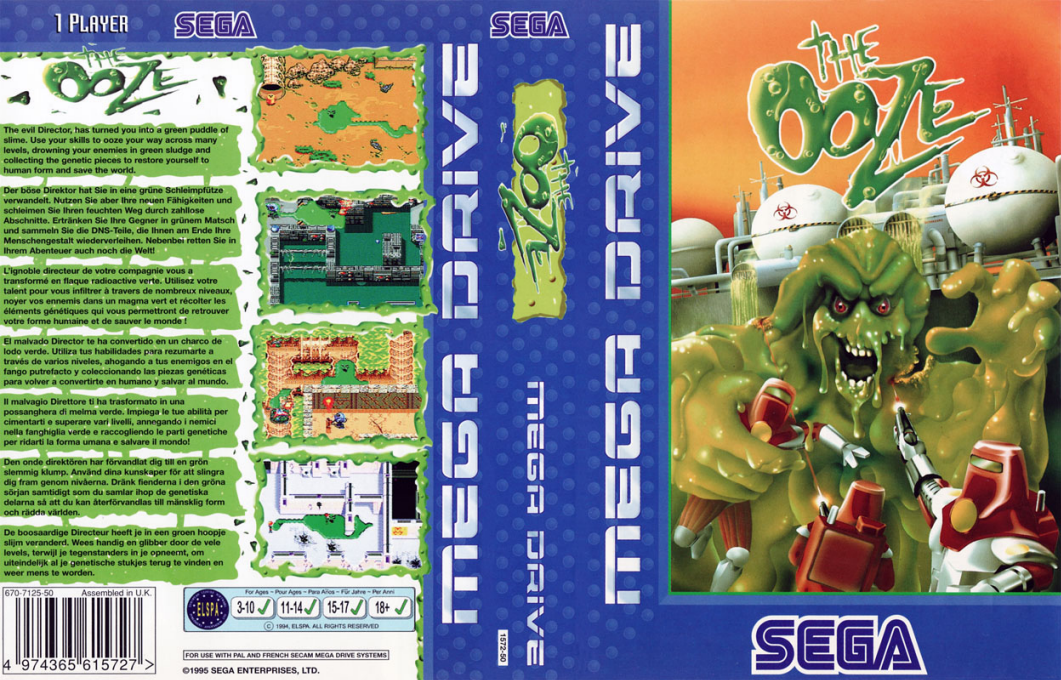 1 PLAYER
SEGA
THE
OOZE
The evil Director, has turned you into a green puddle of
slime. Use your skills to ooze your way across many
levels, drowning your enemies in green sludge and
collecting the genetic pieces to restore yourself to
human form and save the world.
Der böse Direktor hat Sie in eine grüne Schleimpfütze
verwandelt. Nutzen Sie aber Ihre neuen Fähigkeiten und
schleimen Sie Ihren feuchten Weg durch zahllose
Abschnitte. Ertränken Sie Ihre Gegner in grünem Matsch
und sammeln Sie die DNS-Teile, die Ihnen am Ende Ihre
Menschengestalt wiederverleihen. Nebenbei retten Sie in
Ihrem Abenteuer auch noch die Welt!
L'ignoble directeur de votre compagnie vous a
transformé en flaque radioactive verte. Utilisez votre
talent pour vous infiltrer à travers de nombreux niveaux,
noyer vos ennemis dans un magma vert et récolter les
éléments génétiques qui vous permettront de retrouver
votre forme humaine et de sauver le monde !
El malvado Director te ha convertido en un charco de
lodo verde. Utiliza tus habilidades para rezumarte a
través de varios niveles, ahogando a tus enemigos en el
fango putrefacto y coleccionando las piezas genéticas
para volver a convertirte en humano y salvar al mundo.
Il malvagio Direttore ti ha trasformato in una
possanghera di melma verde. Impiega le tue abilità per
cimentarti e superare vari livelli, annegando i nemici
nella fanghiglia verde e raccogliendo le parti genetiche
per ridarti la forma umana e salvare il mondo!
Den onde direktören har förvandlat dig till en grön
slemmig klump. Använd dina kunskaper för att slingra
dig fram genom nivåerna. Dränk fienderna i den gröna
sörjan samtidigt som du samlar ihop de genetiska
delarna så att du kan återförvandlas till mänsklig form
och rädda världen.
De boosaardige Directeur heeft je in een groen hoopje
slijm veranderd. Wees handig en glibber door de vele
levels, terwijl je tegenstanders in je opneemt, om
uiteindelijk al je genetische stukjes terug te vinden en
weer mens te worden.
670-7125-50 Assembled in U.K.
4 974365 615727 >
For Ages ~ Pour Ages ~ Para Años ~ Für Jahre ~ Per Anni
ELSPA
3-10 11-14 15-17 18+
© 1994, ELSPA. ALL RIGHTS RESERVED
FOR USE WITH PAL AND FRENCH SECAM MEGA DRIVE SYSTEMS
©1995 SEGA ENTERPRISES, LTD.
MEGA DRIVE
SEGA
THE
OOZE
MEGA DRIVE
1572-50
MEGA DRIVE
THE
OOZE
SEGA